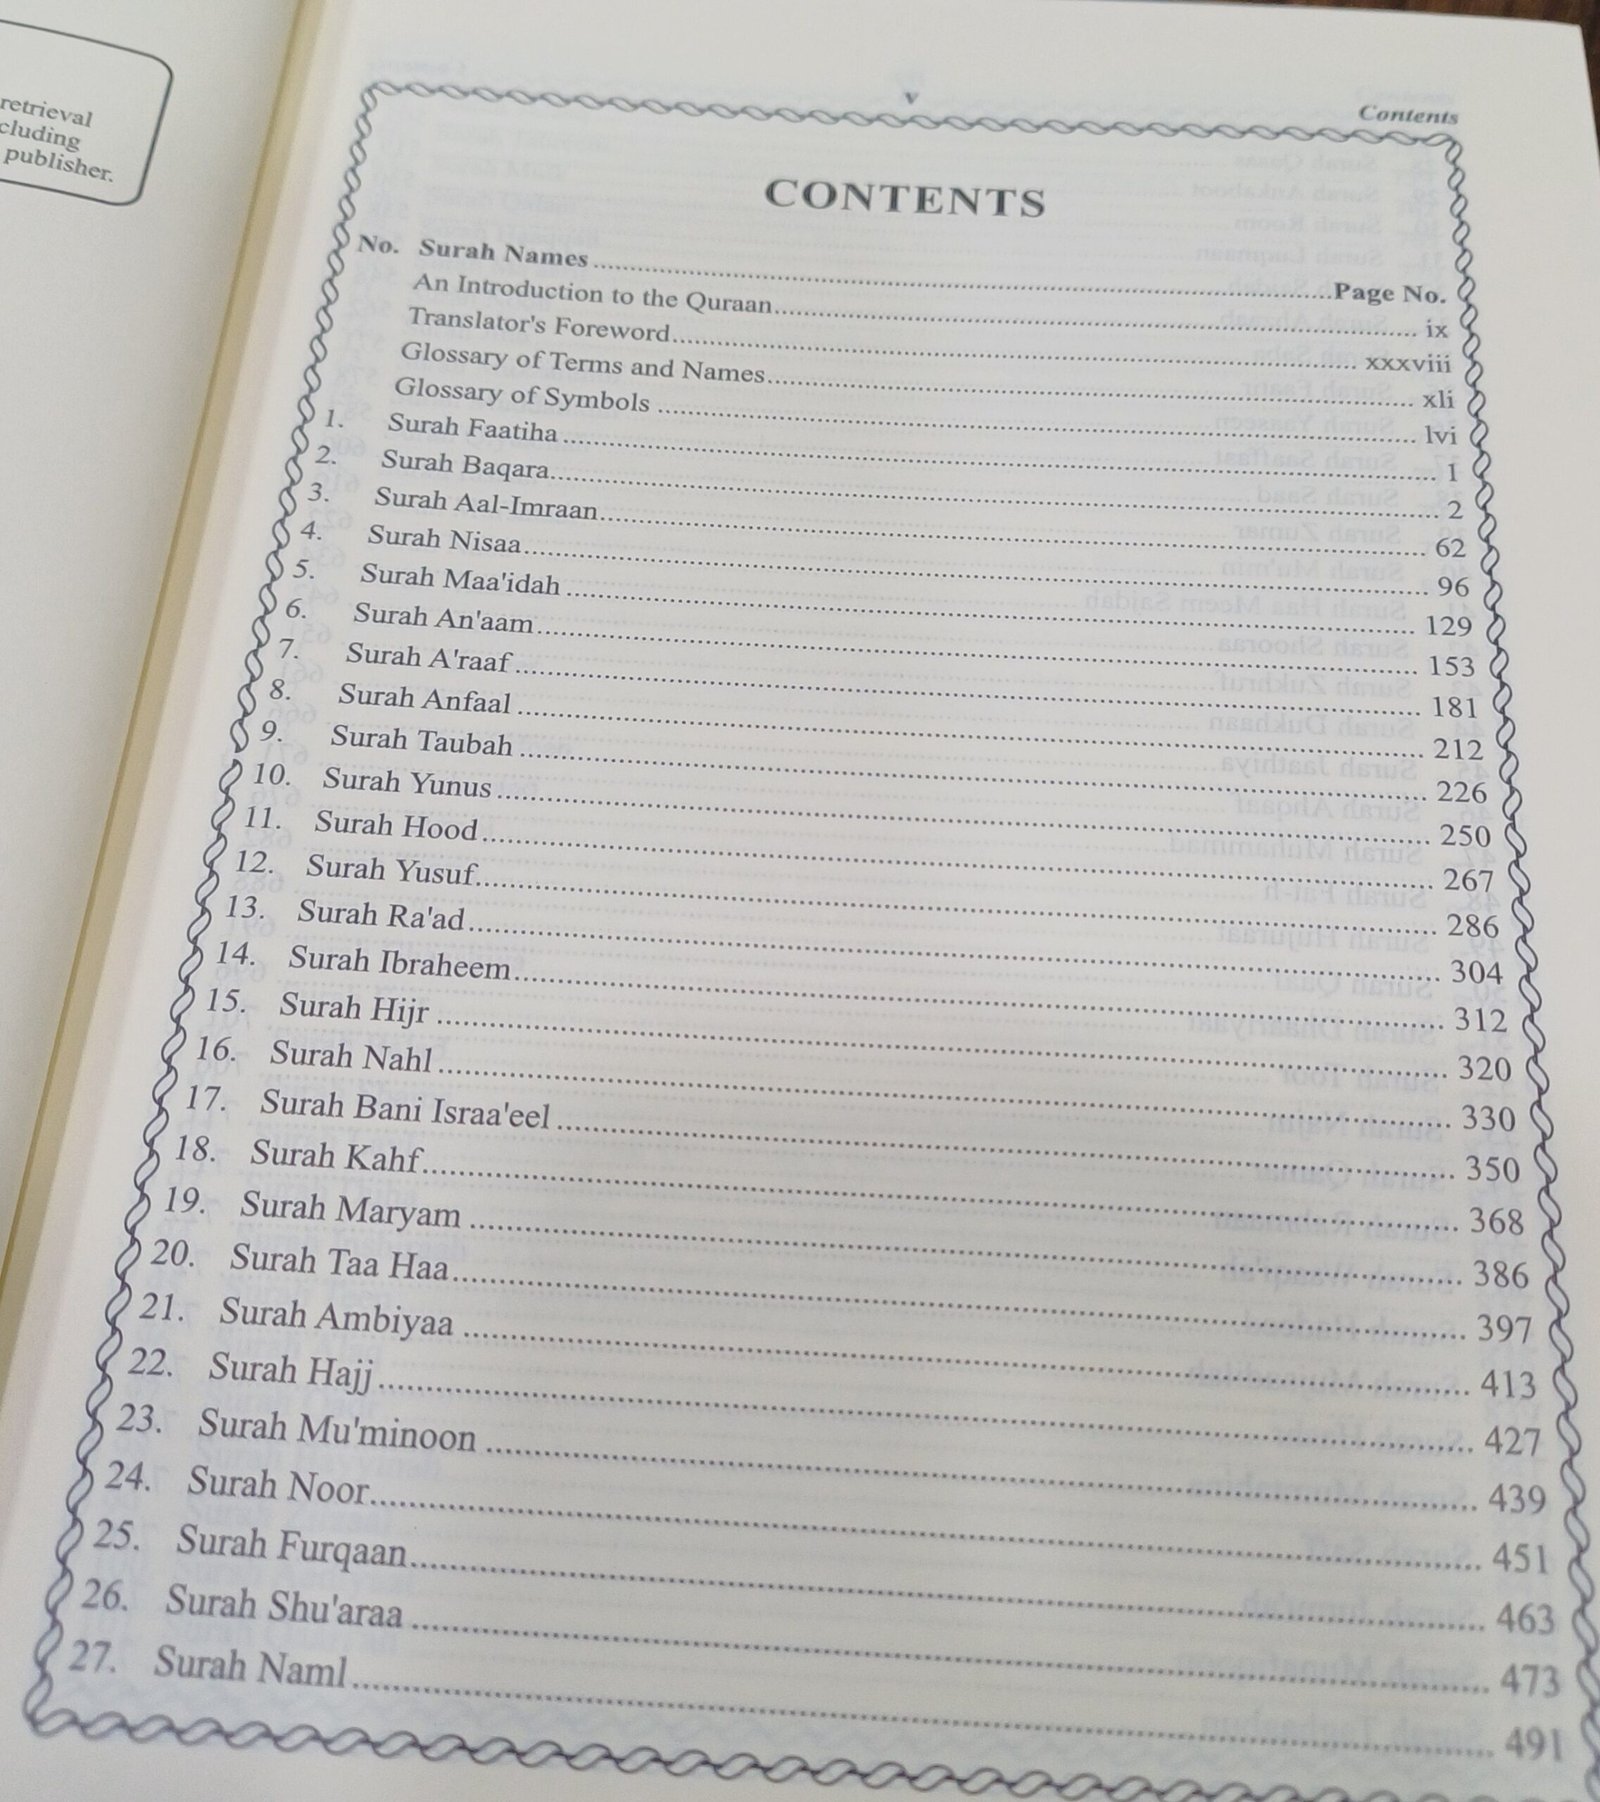 retrieval
cluding
publisher.
v
Contents
CONTENTS
No. Surah Names Page No.
An Introduction to the Quraan ix
Translator's Foreword xxxviii
Glossary of Terms and Names xli
Glossary of Symbols lvi
1. Surah Faatiha 1
2. Surah Baqara 2
3. Surah Aal-Imraan 62
4. Surah Nisaa 96
5. Surah Maa'idah 129
6. Surah An'aam 153
7. Surah A'raaf 181
8. Surah Anfaal 212
9. Surah Taubah 226
10. Surah Yunus 250
11. Surah Hood 267
12. Surah Yusuf 286
13. Surah Ra'ad 304
14. Surah Ibraheem 312
15. Surah Hijr 320
16. Surah Nahl 330
17. Surah Bani Israa'eel 350
18. Surah Kahf 368
19. Surah Maryam 386
20. Surah Taa Haa 397
21. Surah Ambiyaa 413
22. Surah Hajj 427
23. Surah Mu'minoon 439
24. Surah Noor 451
25. Surah Furqaan 463
26. Surah Shu'araa 473
27. Surah Naml 491